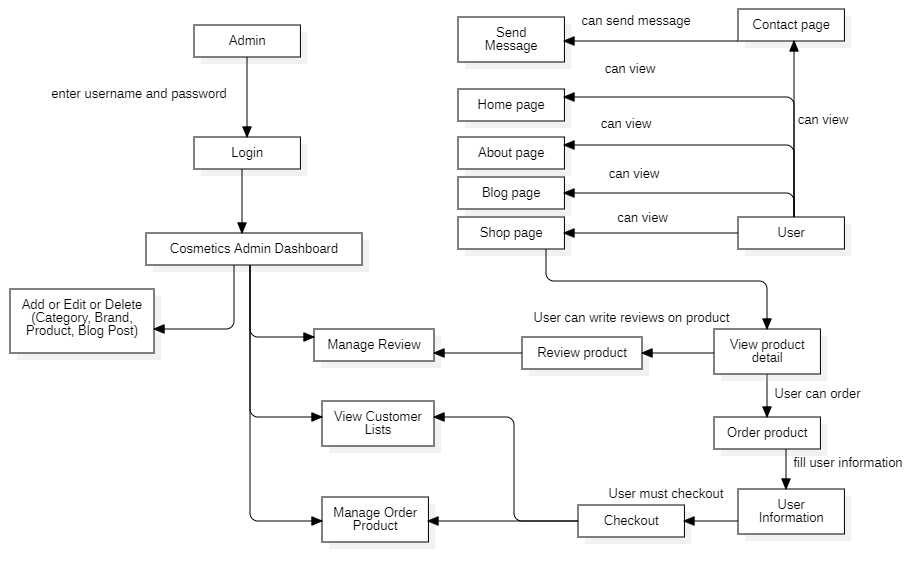 can send message
Contact page
Send
Message
Admin
can view
enter username and password
Home page
can view
can view
Login
About page
can view
Blog page
can view
Shop page
User
Cosmetics Admin Dashboard
Add or Edit or Delete
(Category, Brand,
Product, Blog Post)
User can write reviews on product
Manage Review
Review product
View product
detail
User can order
View Customer
Lists
Order product
fill user information
User must checkout
Manage Order
Product
Checkout
User
Information